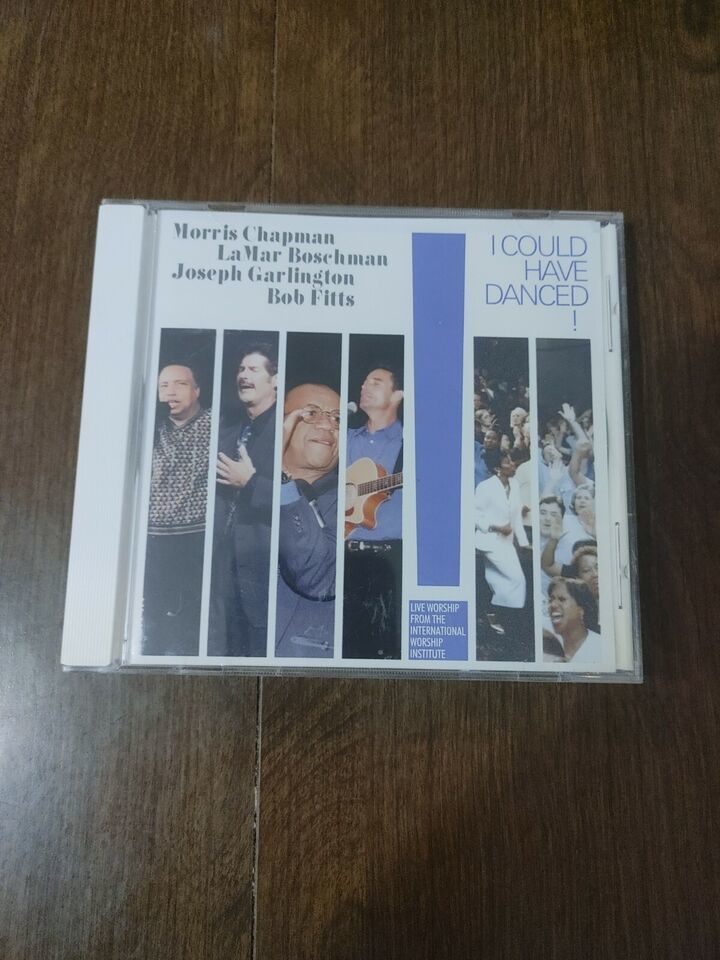 Morris Chapman
LaMar Boschman
Joseph Garlington
Bob Fitts
I COULD
HAVE
DANCED
!
LIVE WORSHIP
FROM THE
INTERNATIONAL
WORSHIP
INSTITUTE